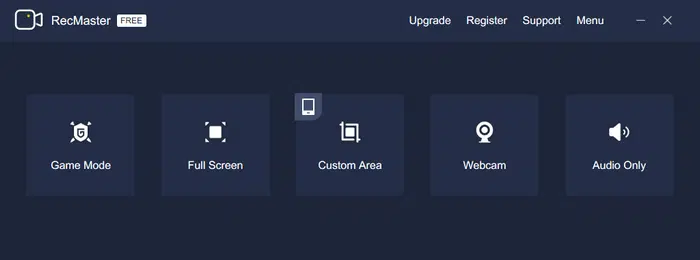 RecMaster FREE Upgrade Register Support Menu
Game Mode Full Screen Custom Area Webcam Audio Only